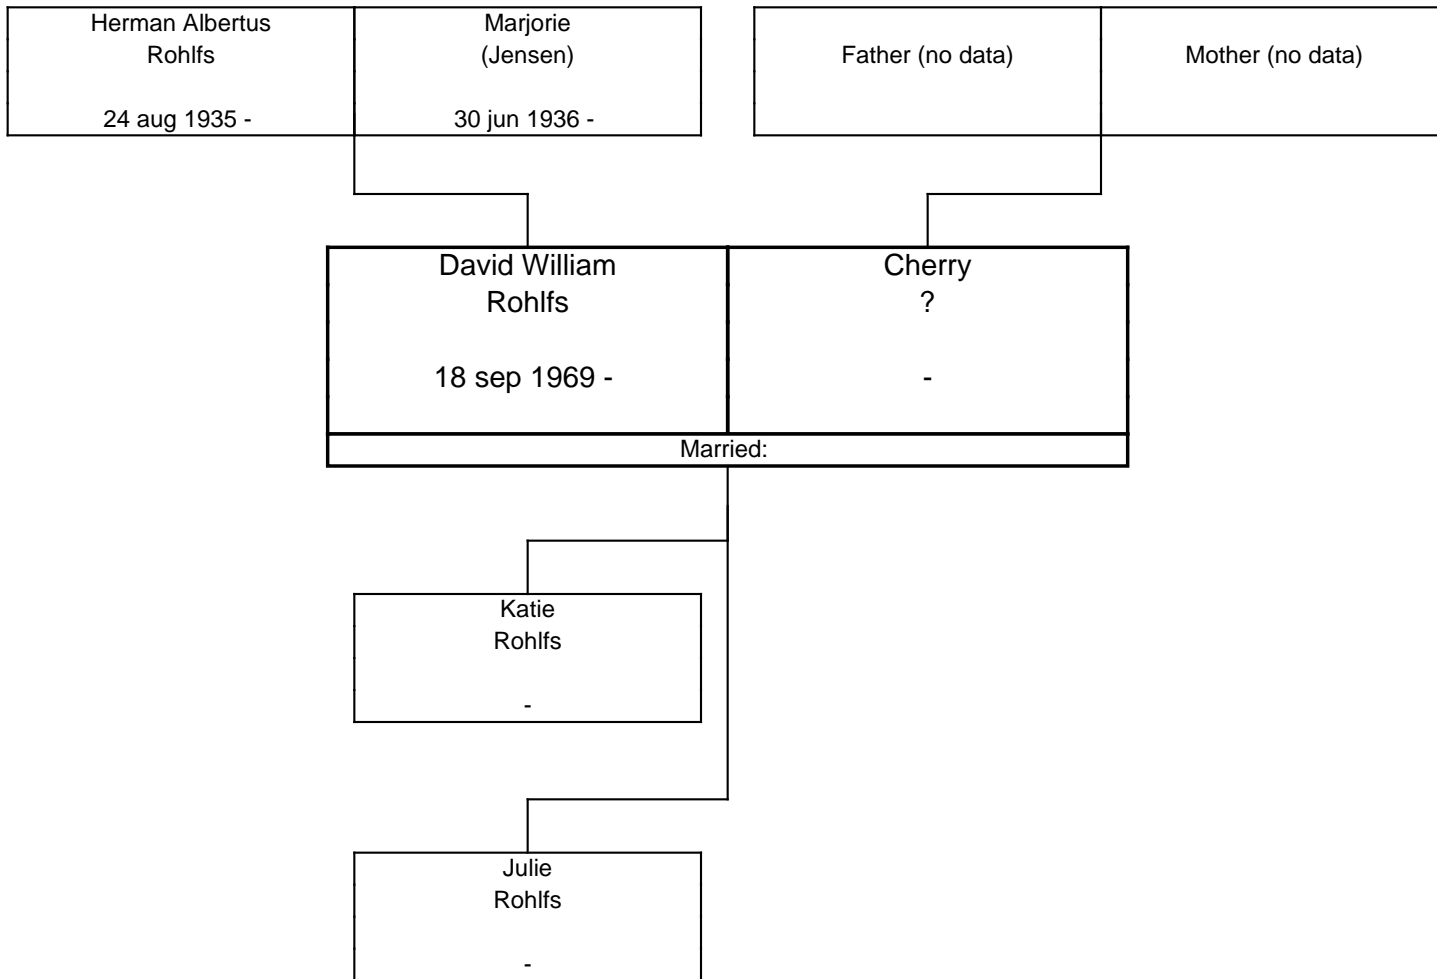 Herman Albertus
Rohlfs
24 aug 1935 -
Marjorie
(Jensen)
30 jun 1936 -
Father (no data)
Mother (no data)
David William
Rohlfs
18 sep 1969 -
Cherry
?
-
Married:
Katie
Rohlfs
-
Julie
Rohlfs
-